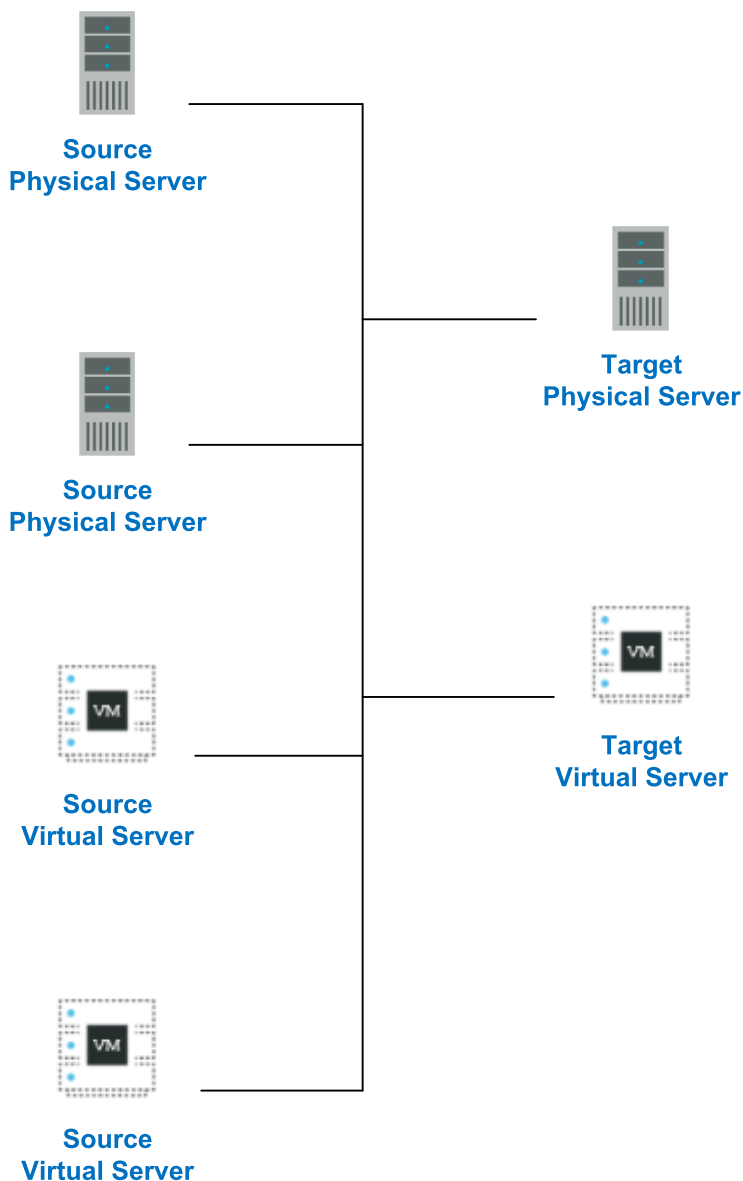 Source
Physical Server
Target
Physical Server
Source
Physical Server
VM
Target
Virtual Server
VM
Source
Virtual Server
VM
Source
Virtual Server